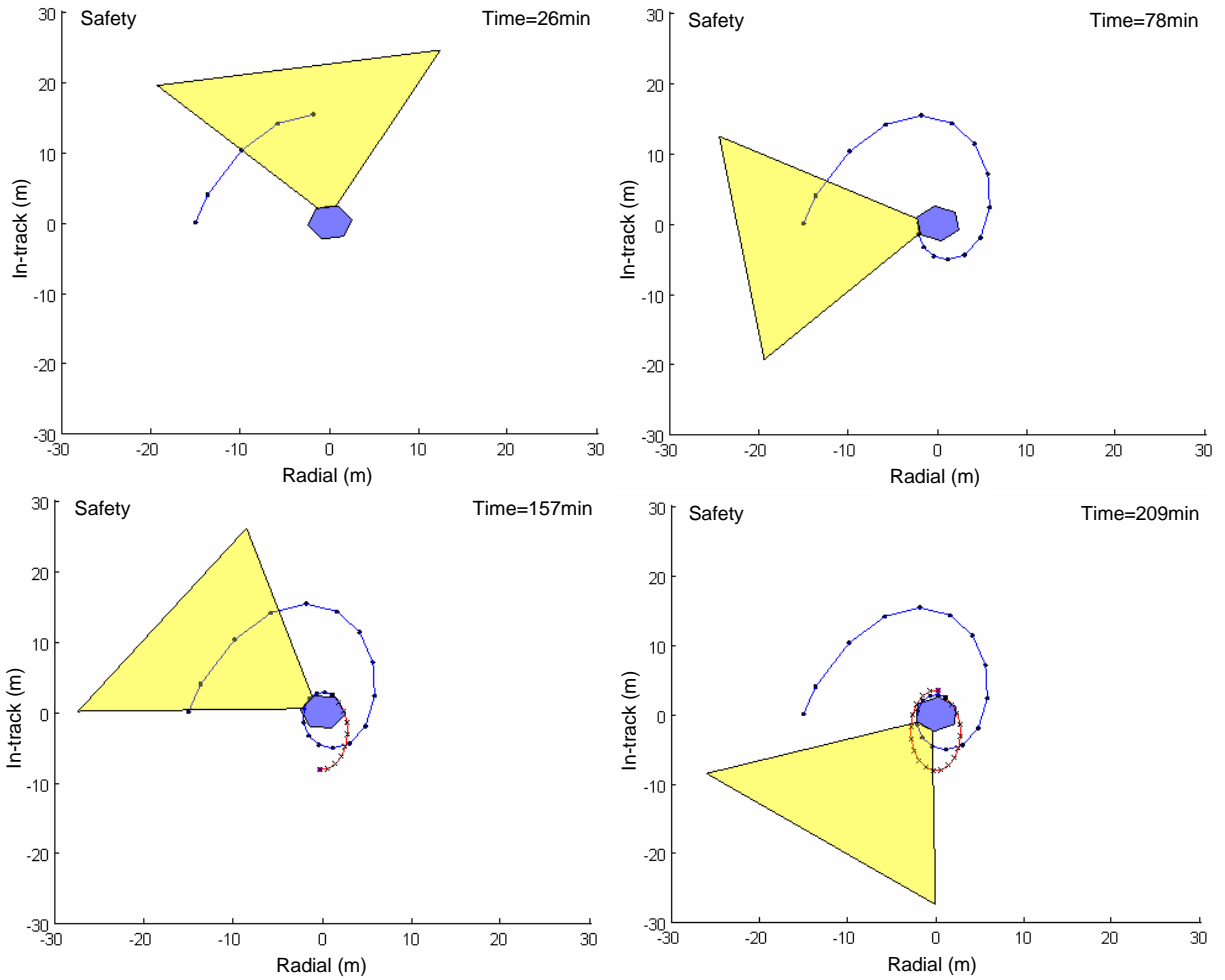 30 Safety Time=26min
20
10
0
-10
-20
-30
-30 -20 -10 0 10 20 30
In-track (m)
Radial (m)
30 Safety Time=78min
20
10
0
-10
-20
-30
-30 -20 -10 0 10 20 30
In-track (m)
Radial (m)
30 Safety Time=157min
20
10
0
-10
-20
-30
-30 -20 -10 0 10 20 30
In-track (m)
Radial (m)
30 Safety Time=209min
20
10
0
-10
-20
-30
-30 -20 -10 0 10 20 30
In-track (m)
Radial (m)